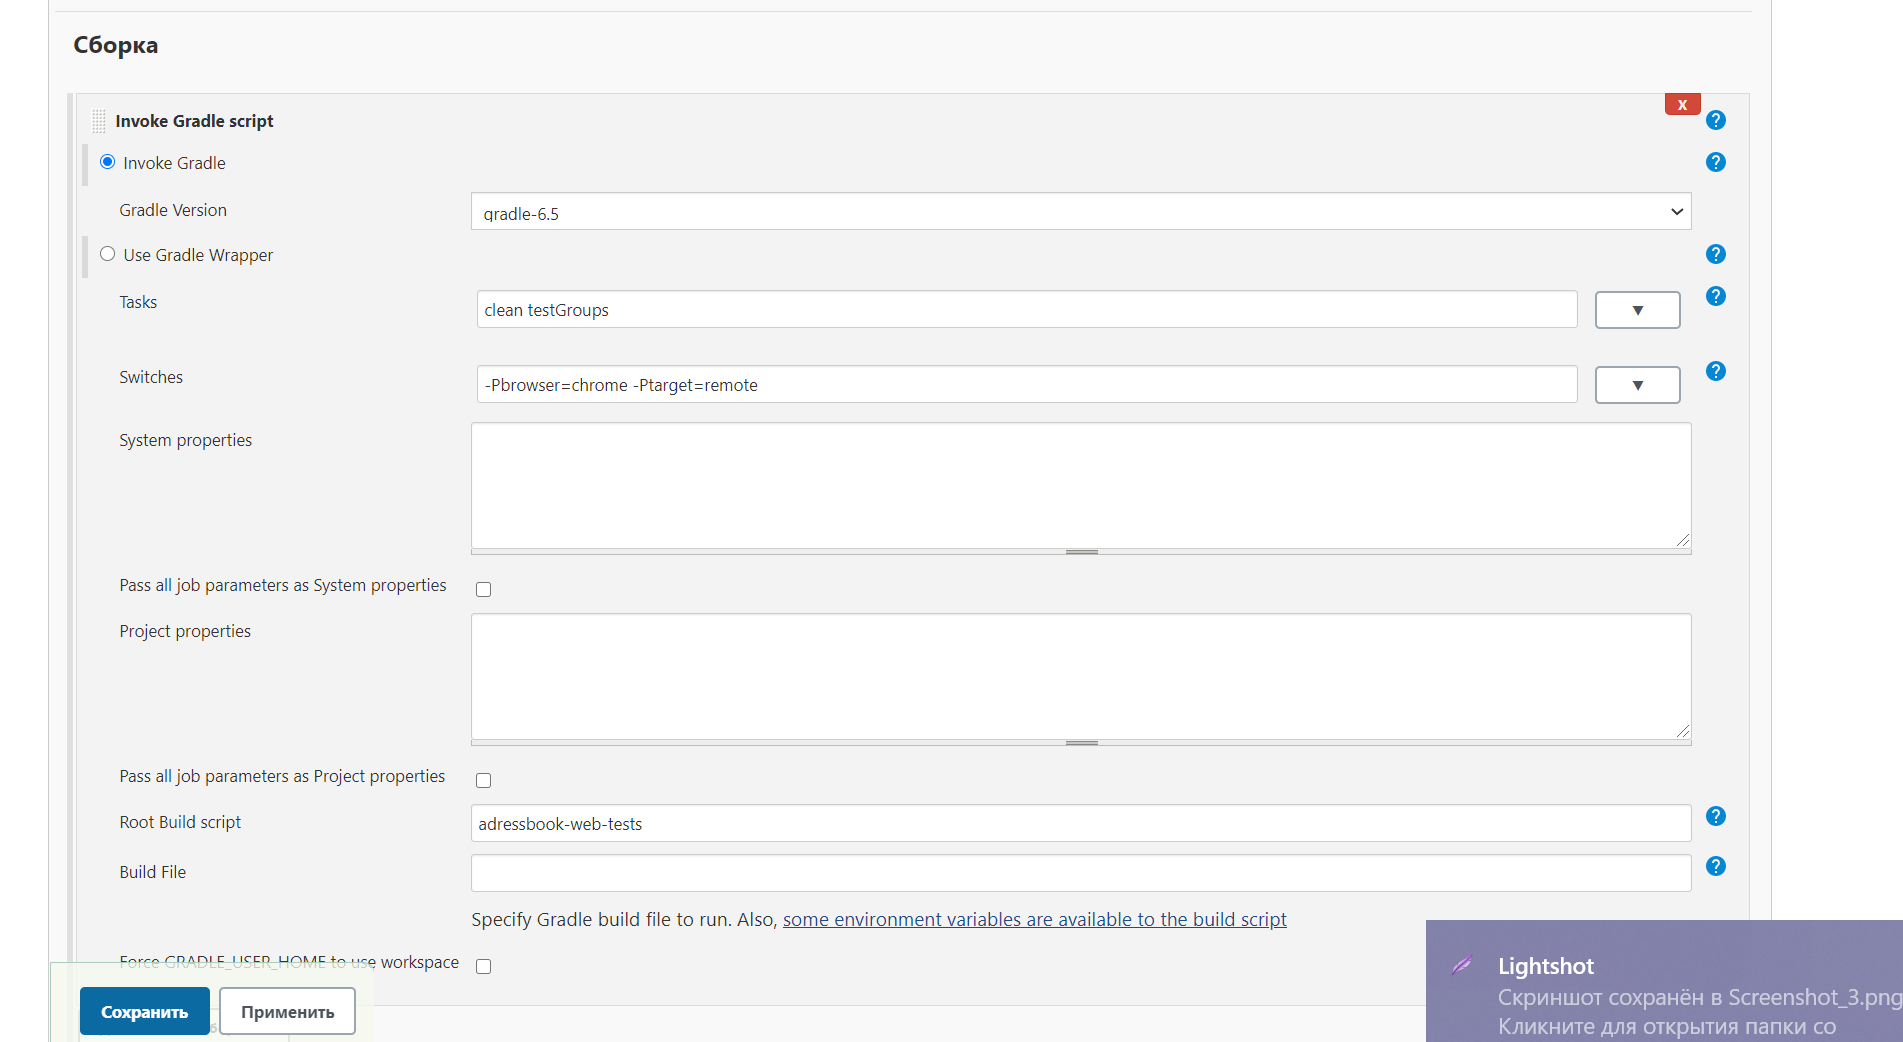 Сборка
X
Invoke Gradle script
?
Invoke Gradle
?
Gradle Version
gradle-6.5
Use Gradle Wrapper
?
Tasks
clean testGroups
▼
?
Switches
-Pbrowser=chrome -Ptarget=remote
▼
?
System properties
Pass all job parameters as System properties
Project properties
Pass all job parameters as Project properties
Root Build script
adressbook-web-tests
?
Build File
?
Specify Gradle build file to run. Also, some environment variables are available to the build script
Force GRADLE_USER_HOME to use workspace
Сохранить
Применить
Lightshot
Скриншот сохранён в Screenshot_3.png
Кликните для открытия папки со